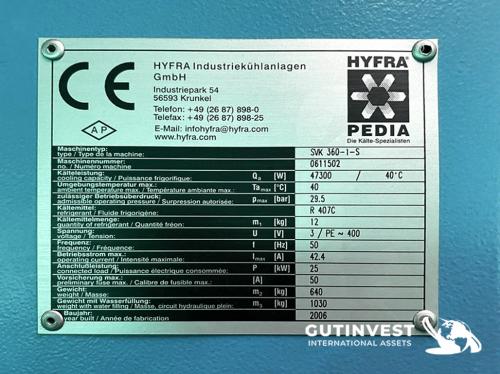 CE
HYFRA Industriekühlanlagen
GmbH
Industriepark 54
56593 Krunkel
Telefon: +49 (26 87) 898-0
Telefax: +49 (26 87) 898-25
E-Mail: infohyfra@hyfra.com
www.hyfra.com
AP
HYFRA®
PEDIA
Die Kälte-Spezialisten
Maschinentyp:
type / Type de la machine: SVK 360-1-S
Maschinennummer:
no. / Numéro machine 0611502
Kälteleistung:
cooling capacity / Puissance frigorifique: Q₀ [W] 47300 / 40°C
Umgebungstemperatur max.:
ambient temperature max. / Température ambiante max.: Ta max [°C] 40
zulässiger Betriebsdruck:
admissible operating pressure / Surpression autorisée: p max [bar] 29.5
Kältemittel:
refrigerant / Fluide frigorigène: R 407C
Kältemittelmenge:
quantity of refrigerant / Quantité fréon: m₁ [kg] 12
Spannung:
voltage / Tension: U [V] 3 / PE ~ 400
Frequenz:
frequency / Fréquence: f [Hz] 50
Betriebsstrom max.:
operating current / Intensité maximale: I max [A] 42.4
Anschlußleistung:
connected load / Puissance électrique consommée: P [kW] 25
Vorsicherung max.:
preliminary fuse max. / Calibre de fusible max.: [A] 50
Gewicht:
weight / Masse: m₂ [kg] 640
Gewicht mit Wasserfüllung:
weight with water filling / Masse, circuit hydraulique plein: m₃ [kg] 1030
Baujahr:
year built / Année de fabrication 2006
GUTINVEST
INTERNATIONAL ASSETS